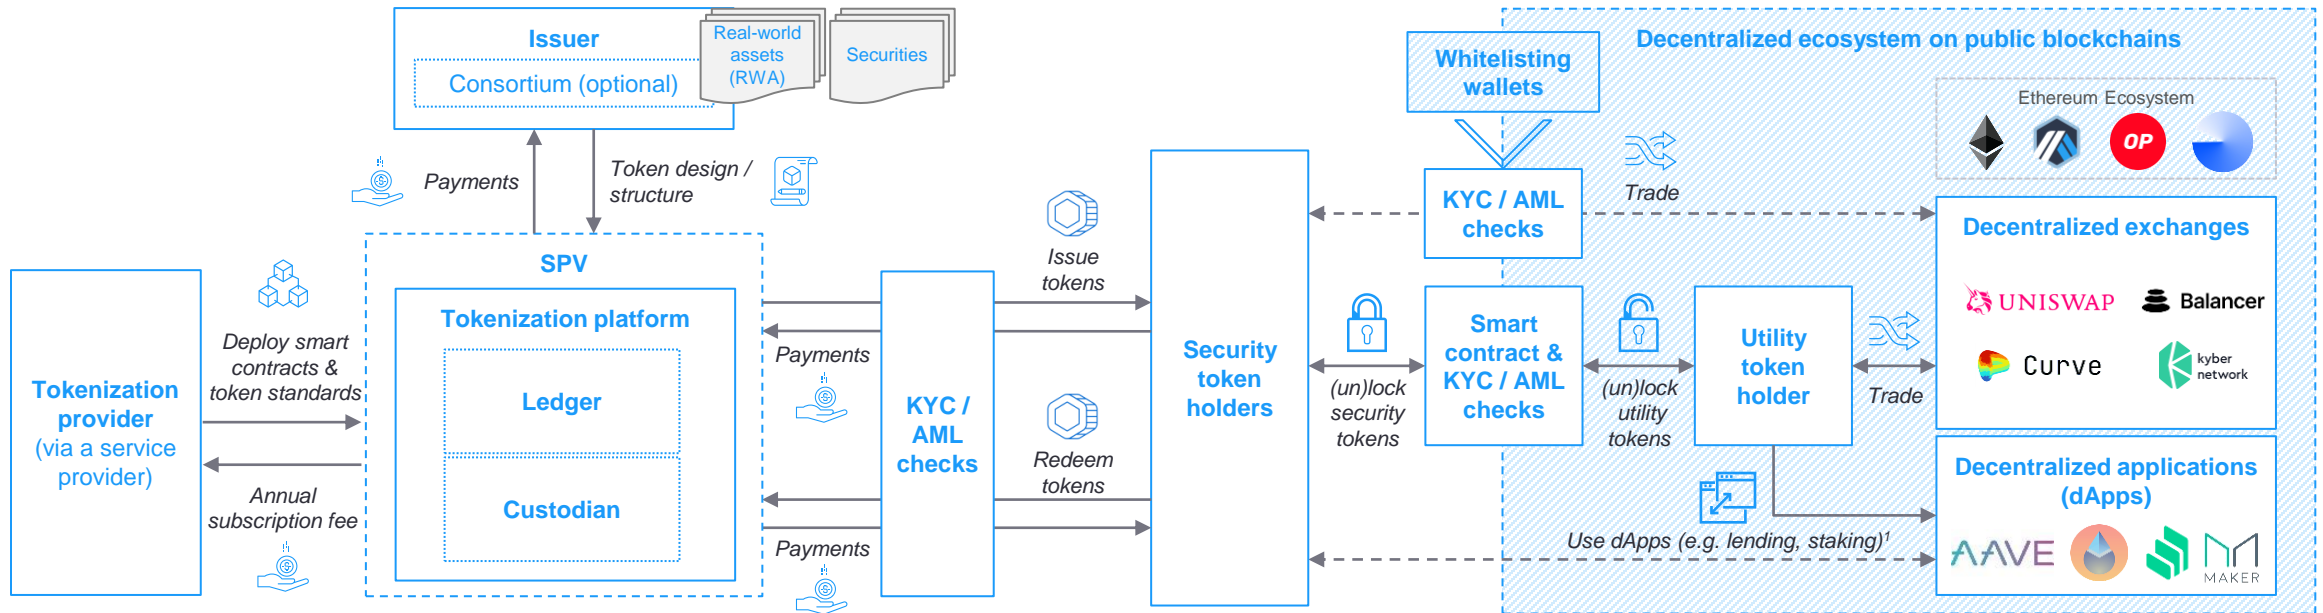 Issuer
Consortium (optional)
Real-world
assets
(RWA)
Securities
Payments
Token design /
structure
Tokenization
provider
(via a service
provider)
Deploy smart
contracts &
token standards
Annual
subscription fee
SPV
Tokenization platform
Ledger
Custodian
Payments
Payments
KYC /
AML
checks
Issue
tokens
Redeem
tokens
Security
token
holders
Whitelisting
wallets
KYC / AML
checks
Trade
(un)lock
security
tokens
Smart
contract &
KYC / AML
checks
(un)lock
utility
tokens
Utility
token
holder
Trade
Use dApps (e.g. lending, staking)¹
Decentralized ecosystem on public blockchains
Ethereum Ecosystem
OP
Decentralized exchanges
UNISWAP
Balancer
Curve
kyber
network
Decentralized applications
(dApps)
AAVE
MAKER